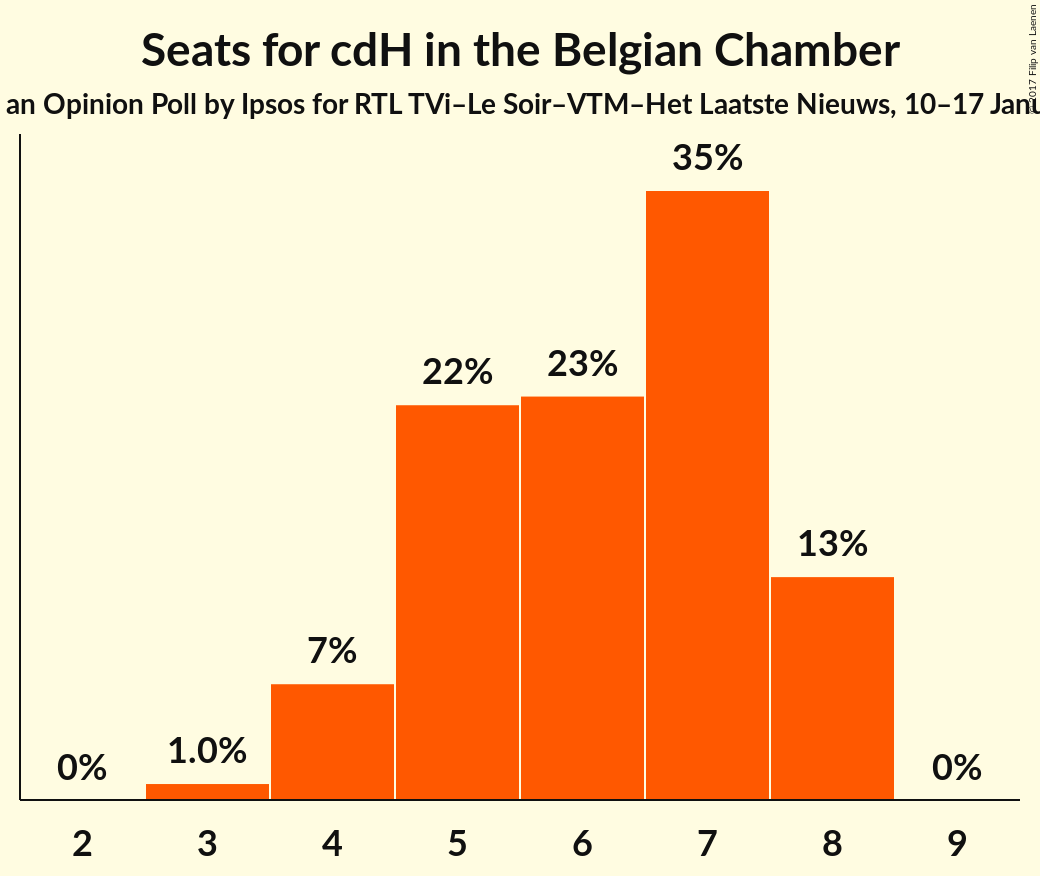 Seats for cdH in the Belgian Chamber
an Opinion Poll by Ipsos for RTL TVi–Le Soir–VTM–Het Laatste Nieuws, 10–17 Janu
© 2017 Filip van Laenen
35%
22%
23%
13%
7%
0%
1.0%
0%
2 3 4 5 6 7 8 9